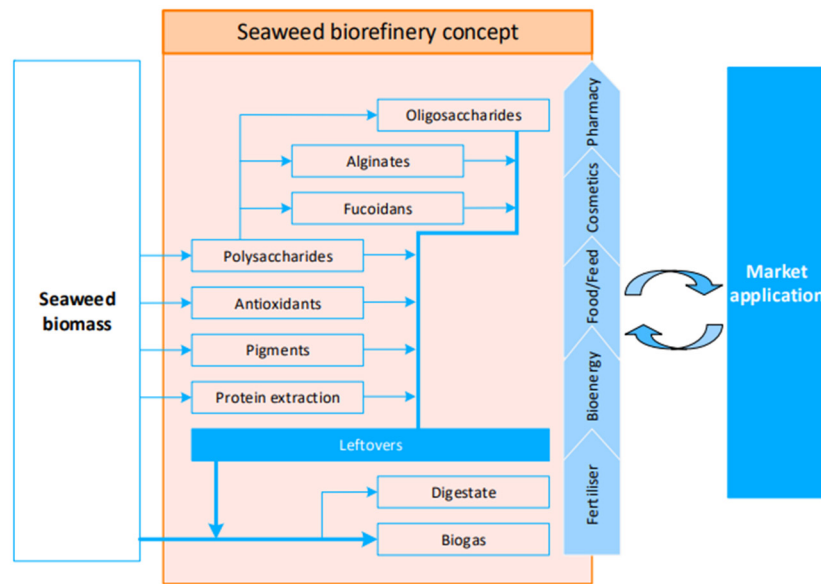 Seaweed biorefinery concept
Seaweed
biomass
Oligosaccharides
Alginates
Fucoidans
Polysaccharides
Antioxidants
Pigments
Protein extraction
Leftovers
Digestate
Biogas
Pharmacy
Cosmetics
Food/Feed
Bioenergy
Fertiliser
Market
application